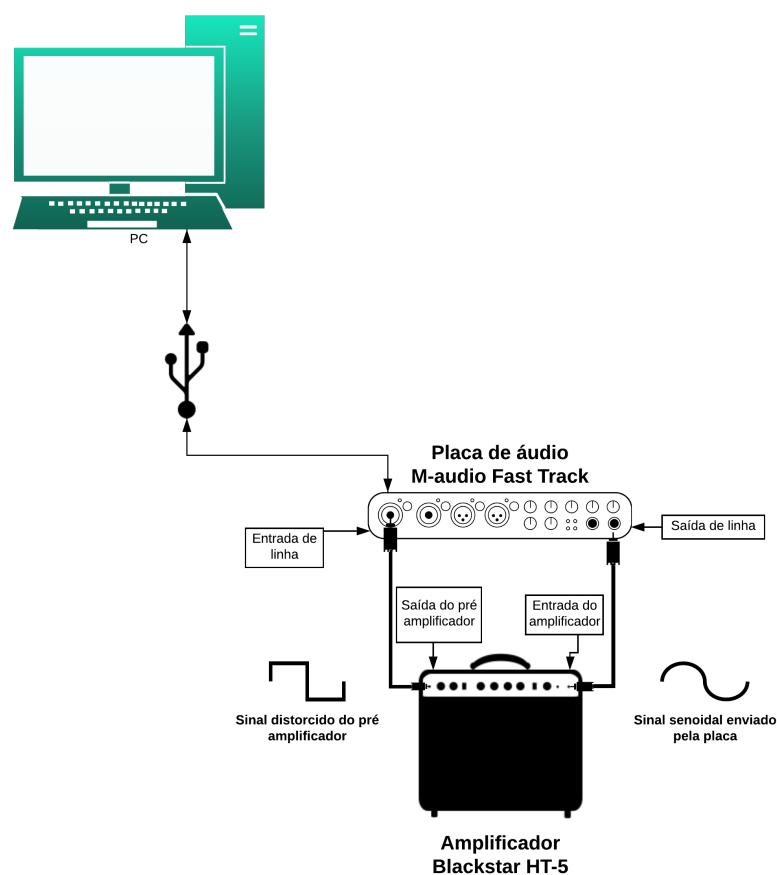 PC
Placa de áudio
M-audio Fast Track
Entrada de
linha
Saída de linha
Saída do pré
amplificador
Entrada do
amplificador
Sinal distorcido do pré
amplificador
Sinal senoidal enviado
pela placa
Amplificador
Blackstar HT-5